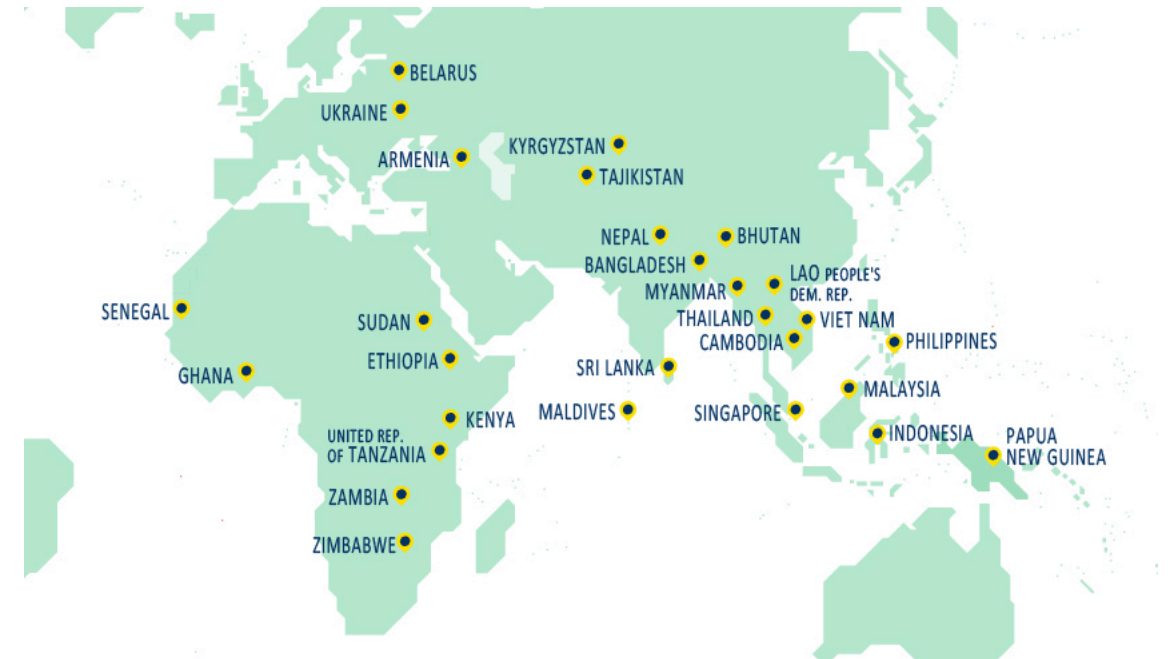 BELARUS
UKRAINE
KYRGYZSTAN
ARMENIA
TAJIKISTAN
NEPAL
BHUTAN
BANGLADESH
LAO PEOPLE'S
DEM. REP.
MYANMAR
SENEGAL
SUDAN
THAILAND
VIET NAM
CAMBODIA
PHILIPPINES
ETHIOPIA
SRI LANKA
GHANA
MALAYSIA
MALDIVES
SINGAPORE
KENYA
INDONESIA
PAPUA
NEW GUINEA
UNITED REP.
OF TANZANIA
ZAMBIA
ZIMBABWE